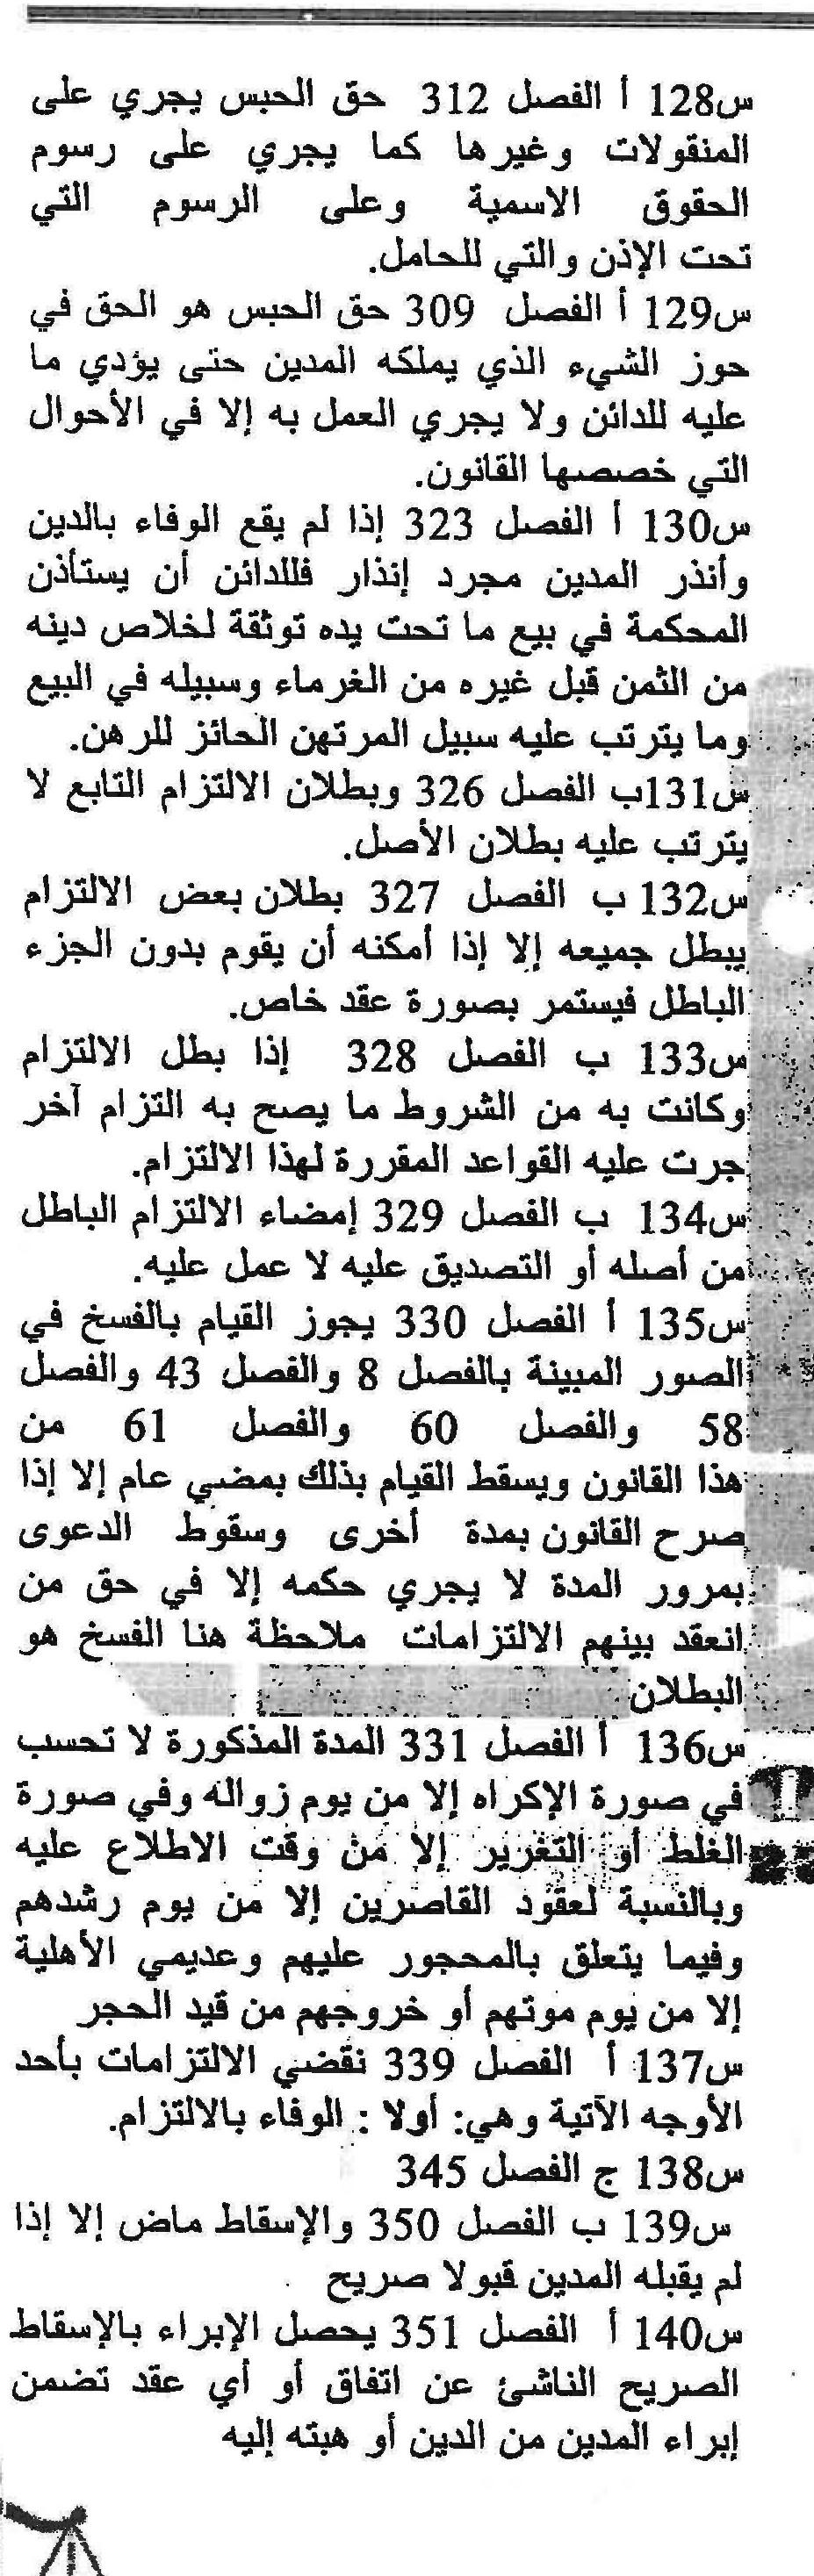 س128 أ الفصل 312 حق الحبس يجري على
المنقولات وغيرها كما يجري على رسوم
الحقوق الاسمية وعلى الرسوم التي
تحت الإذن والتي للحامل.
س129 أ الفصل 309 حق الحبس هو الحق في
حوز الشيء الذي يملكه المدين حتى يؤدي ما
عليه للدائن ولا يجري العمل به إلا في الأحوال
التي خصصها القانون.
س130 أ الفصل 323 إذا لم يقع الوفاء بالدين
وأنذر المدين مجرد إنذار فللدائن أن يستأذن
المحكمة في بيع ما تحت يده توثقة لخلاص دينه
من الثمن قبل غيره من الغرماء وسبيله في البيع
وما يترتب عليه سبيل المرتهن الحائز للرهن.
س131ب الفصل 326 وبطلان الالتزام التابع لا
يترتب عليه بطلان الأصل.
س132 ب الفصل 327 بطلان بعض الالتزام
يبطل جميعه إلا إذا أمكنه أن يقوم بدون الجزء
الباطل فيستمر بصورة عقد خاص.
س133 ب الفصل 328 إذا بطل الالتزام
وكانت به من الشروط ما يصح به التزام آخر
جرت عليه القواعد المقررة لهذا الالتزام.
س134 ب الفصل 329 إمضاء الالتزام الباطل
من أصله أو التصديق عليه لا عمل عليه.
س135 أ الفصل 330 يجوز القيام بالفسخ في
الصور المبينة بالفصل 8 والفصل 43 والفصل
58 والفصل 60 والفصل 61 من
هذا القانون ويسقط القيام بذلك بمضي عام إلا إذا
صرح القانون بمدة أخرى وسقوط الدعوى
بمرور المدة لا يجري حكمه إلا في حق من
انعقد بينهم الالتزامات ملاحظة هنا الفسخ هو
البطلان
س136 أ الفصل 331 المدة المذكورة لا تحسب
في صورة الإكراه إلا من يوم زواله وفي صورة
الغلط أو التغرير إلا من وقت الاطلاع عليه
وبالنسبة لعقود القاصرين إلا من يوم رشدهم
وفيما يتعلق بالمحجور عليهم وعديمي الأهلية
إلا من يوم موتهم أو خروجهم من قيد الحجر
س137 أ الفصل 339 نقضي الالتزامات بأحد
الأوجه الآتية وهي: أولا : الوفاء بالالتزام.
س138 ج الفصل 345
س139 ب الفصل 350 والإسقاط ماض إلا إذا
لم يقبله المدين قبولا صريح
س140 أ الفصل 351 يحصل الإبراء بالإسقاط
الصريح الناشئ عن اتفاق أو أي عقد تضمن
إبراء المدين من الدين أو هبته إليه